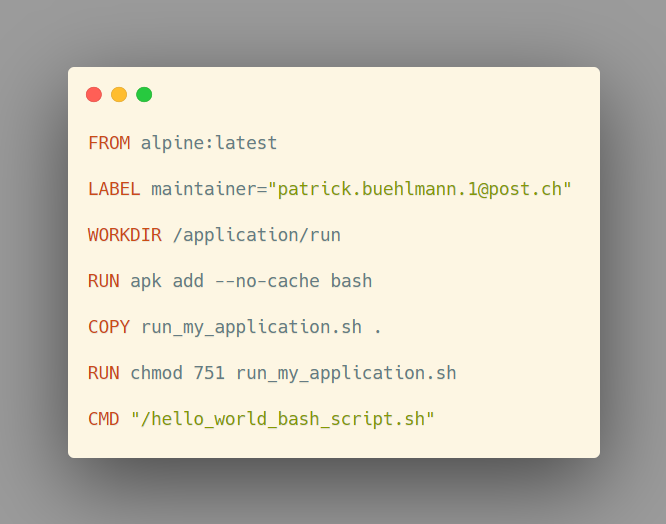 FROM alpine:latest
LABEL maintainer="patrick.buehlmann.1@post.ch"
WORKDIR /application/run
RUN apk add --no-cache bash
COPY run_my_application.sh .
RUN chmod 751 run_my_application.sh
CMD "/hello_world_bash_script.sh"